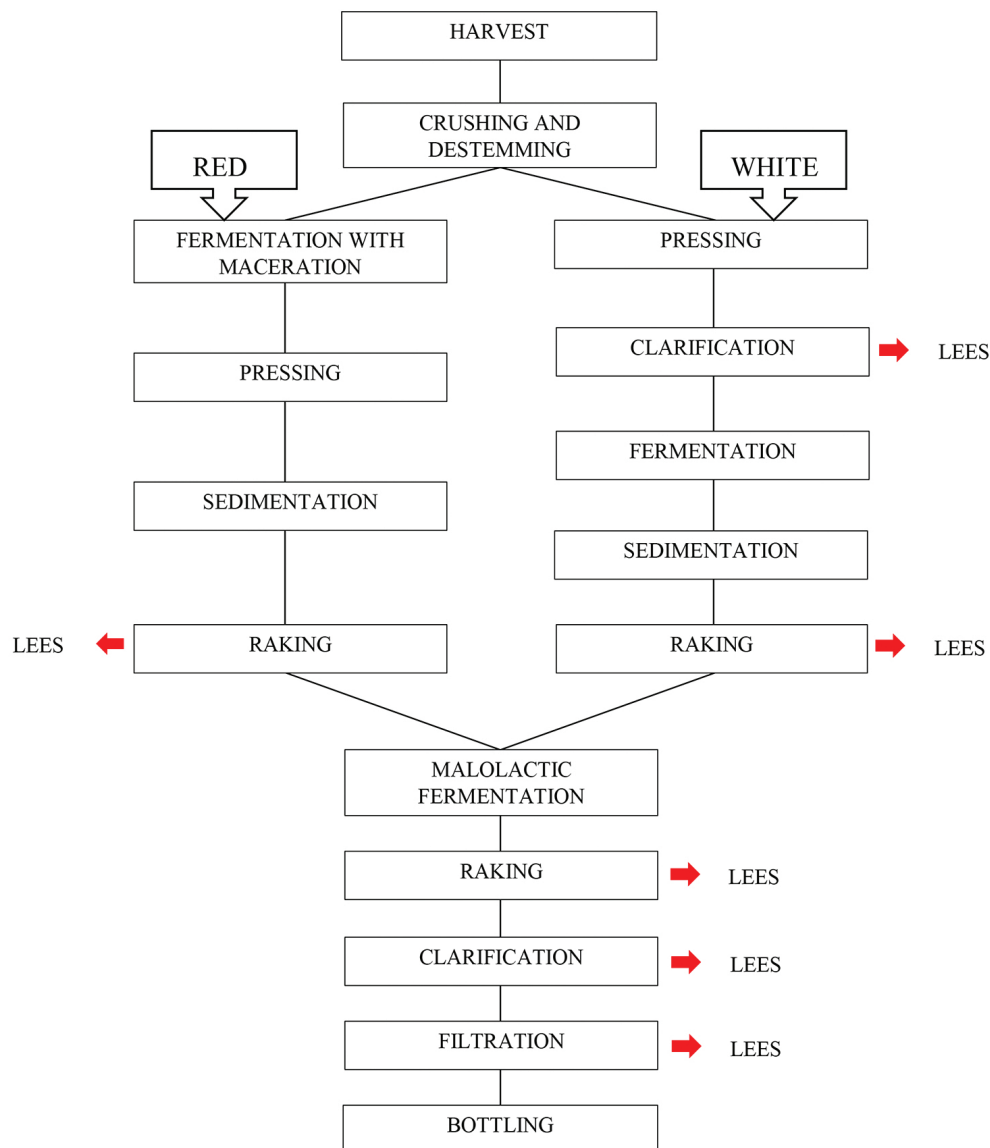 HARVEST
CRUSHING AND
DESTEMMING
RED
WHITE
FERMENTATION WITH
MACERATION
PRESSING
PRESSING
CLARIFICATION
LEES
FERMENTATION
SEDIMENTATION
SEDIMENTATION
LEES
RAKING
RAKING
LEES
MALOLACTIC
FERMENTATION
RAKING
LEES
CLARIFICATION
LEES
FILTRATION
LEES
BOTTLING